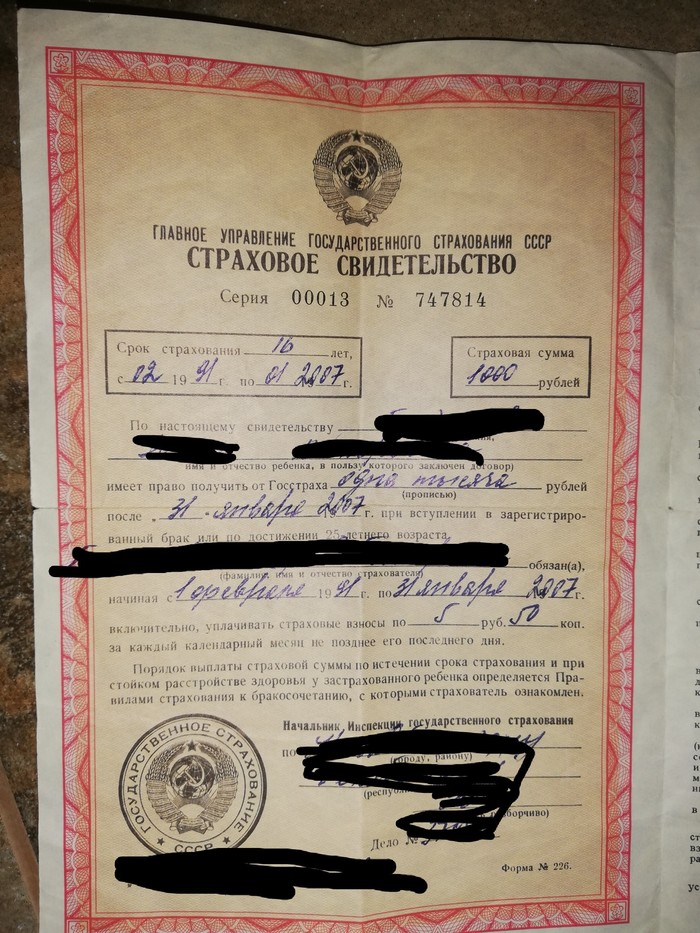 ГЛАВНОЕ УПРАВЛЕНИЕ ГОСУДАРСТВЕННОГО СТРАХОВАНИЯ СССР
СТРАХОВОЕ СВИДЕТЕЛЬСТВО
Серия 00013 № 747814
Срок страхования 16 лет,
с 02 1991 г. по 01 2007 г.
Страховая сумма
1000 рублей
По настоящему свидетельству
имя и отчество ребенка, в пользу которого заключен договор)
имеет право получить от Госстраха одна тысяча рублей
(прописью)
после 31 января 2007 г. при вступлении в зарегистриро-
ванный брак или по достижении 25-летнего возраста.
обязан(а),
(фамилия, имя и отчество страхователя)
начиная с 1 февраля 1991 г. по 31 января 2007 г.
включительно, уплачивать страховые взносы по 5 руб. 50 коп.
за каждый календарный месяц не позднее его последнего дня.
Порядок выплаты страховой суммы по истечении срока страхования и при
стойком расстройстве здоровья у застрахованного ребенка определяется Пра-
вилами страхования к бракосочетанию, с которыми страхователь ознакомлен.
Начальник Инспекции государственного страхования
по
(городу, району)
Дело №
Форма № 226.
ГОСУДАРСТВЕННОЕ СТРАХОВАНИЕ
СССР